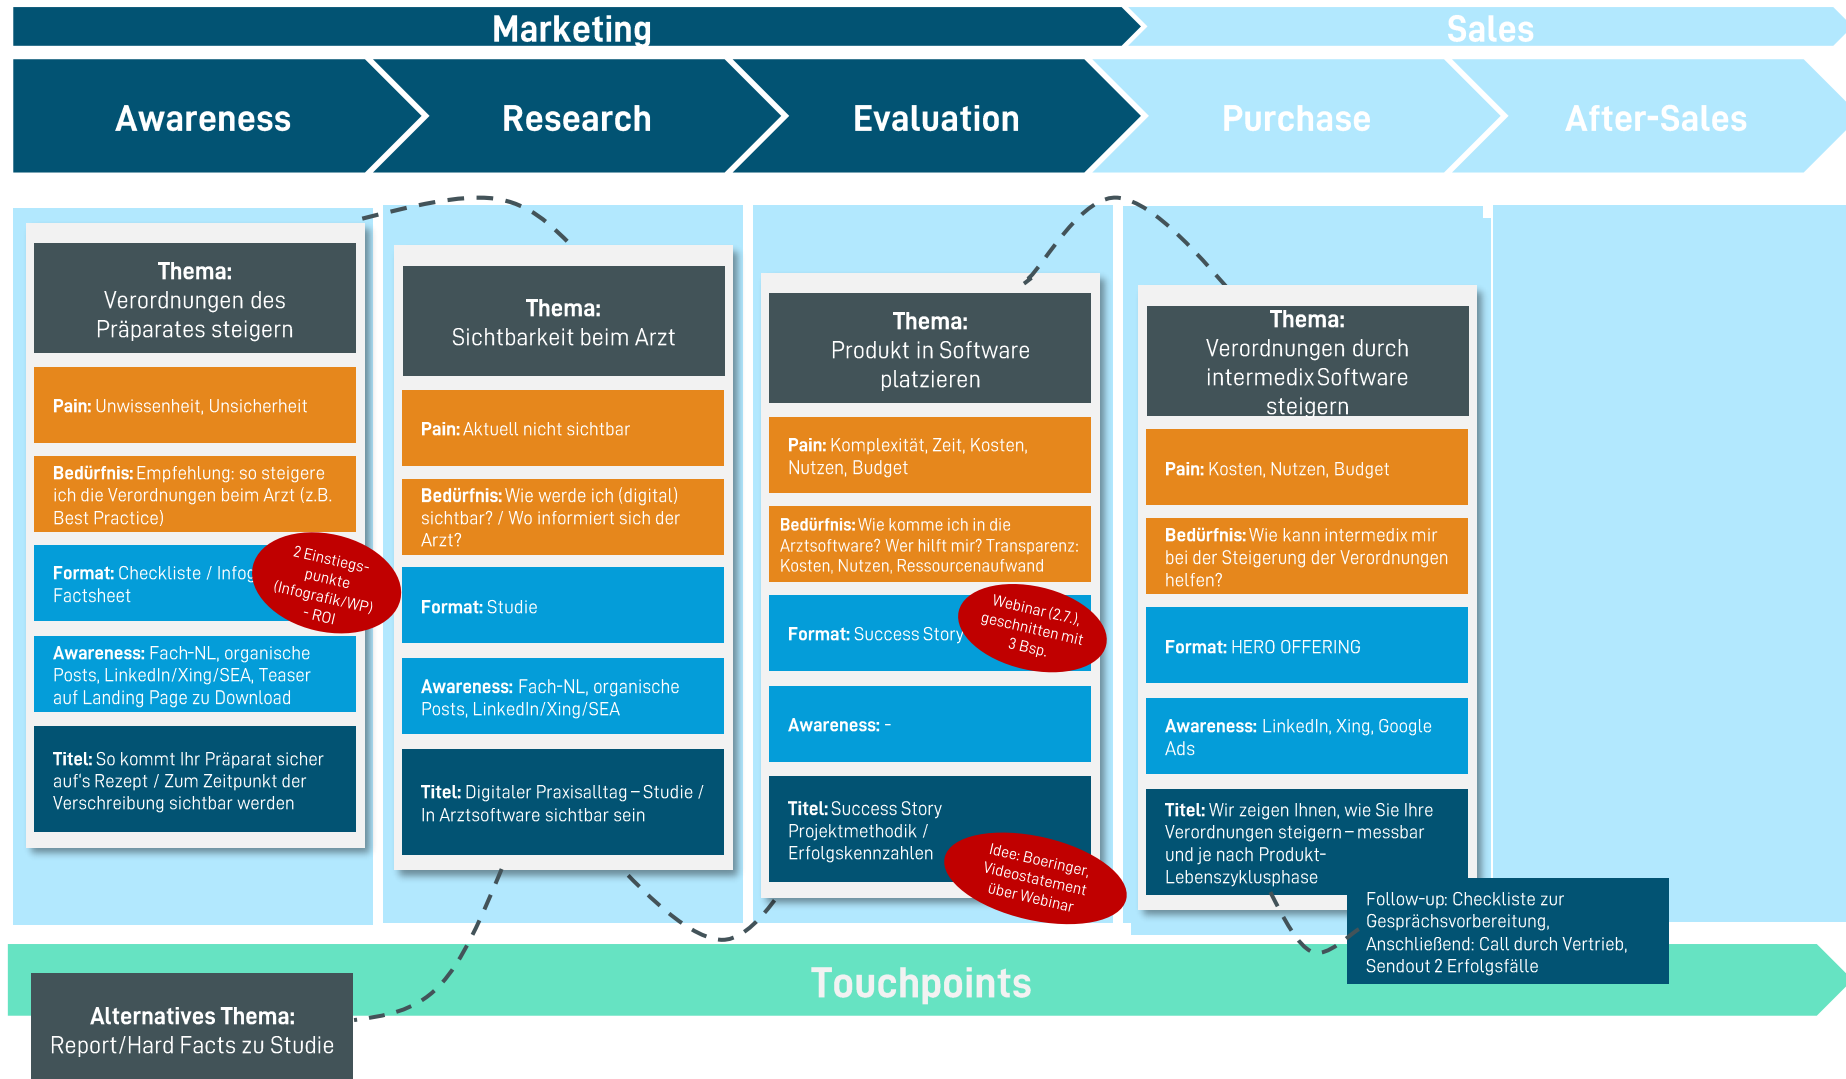 Marketing
Sales
Awareness
Research
Evaluation
Purchase
After-Sales
Thema:
Verordnungen des
Präparates steigern
Pain: Unwissenheit, Unsicherheit
Bedürfnis: Empfehlung: so steigere
ich die Verordnungen beim Arzt (z.B.
Best Practice)
Format: Checkliste /
Factsheet
2 Einstiegs-
punkte
(Infografik/WP)
- ROI
Awareness: Fach-NL, organische
Posts, LinkedIn/Xing/SEA, Teaser
auf Landing Page zu Download
Titel: So kommt Ihr Präparat sicher
auf's Rezept / Zum Zeitpunkt der
Verschreibung sichtbar werden
Thema:
Sichtbarkeit beim Arzt
Pain: Aktuell nicht sichtbar
Bedürfnis: Wie werde ich (digital)
sichtbar? / Wo informiert sich der
Arzt?
Format: Studie
Awareness: Fach-NL, organische
Posts, LinkedIn/Xing/SEA
Titel: Digitaler Praxisalltag – Studie /
In Arztsoftware sichtbar sein
Thema:
Produkt in Software
platzieren
Pain: Komplexität, Zeit, Kosten,
Nutzen, Budget
Bedürfnis: Wie komme ich in die
Arztsoftware? Wer hilft mir? Transparenz:
Kosten, Nutzen, Ressourcenaufwand
Format: Success Story
Webinar (2.7.),
geschnitten mit
3 Bsp.
Awareness: -
Titel: Success Story
Projektmethodik /
Erfolgskennzahlen
Idee: Boeringer,
Videostatement
über Webinar
Thema:
Verordnungen durch
intermedix Software
steigern
Pain: Kosten, Nutzen, Budget
Bedürfnis: Wie kann intermedix mir
bei der Steigerung der Verordnungen
helfen?
Format: HERO OFFERING
Awareness: LinkedIn, Xing, Google
Ads
Titel: Wir zeigen Ihnen, wie Sie Ihre
Verordnungen steigern – messbar
und je nach Produkt-
Lebenszyklusphase
Follow-up: Checkliste zur
Gesprächsvorbereitung,
Anschließend: Call durch Vertrieb,
Sendout 2 Erfolgsfälle
Touchpoints
Alternatives Thema:
Report/Hard Facts zu Studie